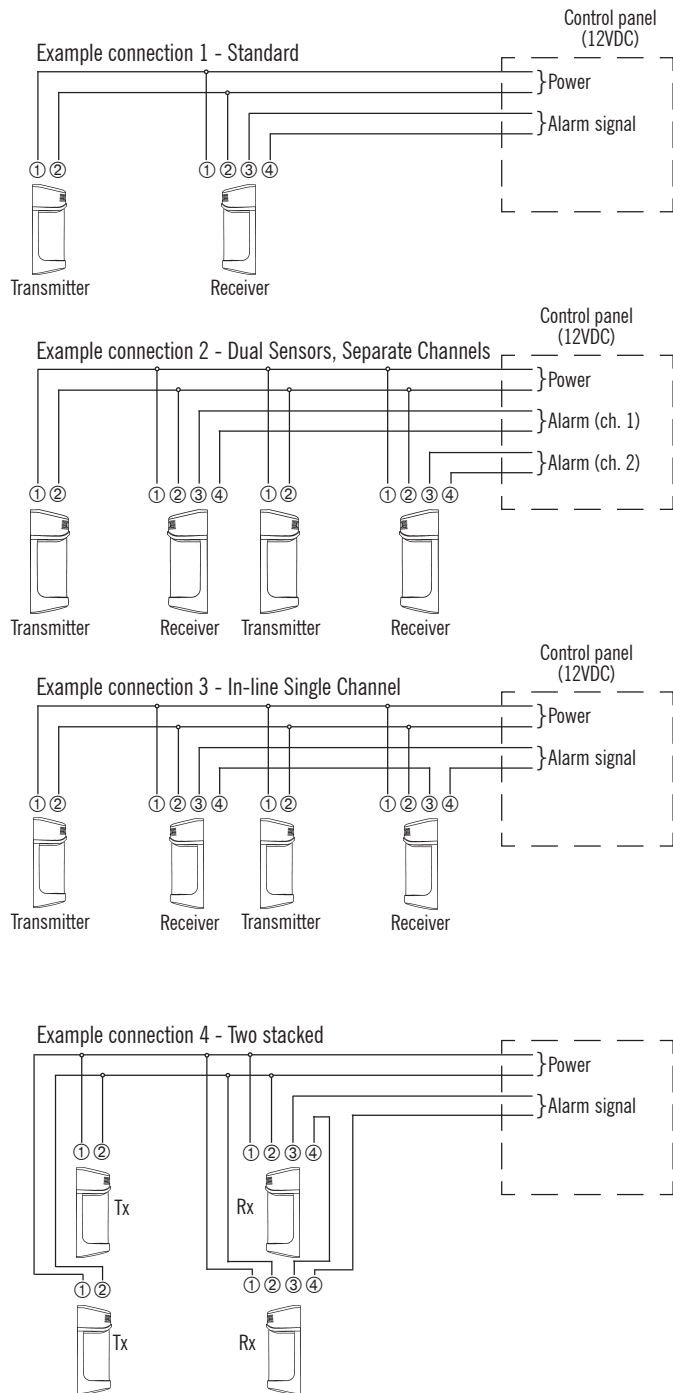 Control panel
(12VDC)
Example connection 1 - Standard
}Power
}Alarm signal
① ② ① ② ③ ④
Transmitter Receiver
Control panel
(12VDC)
Example connection 2 - Dual Sensors, Separate Channels
}Power
}Alarm (ch. 1)
}Alarm (ch. 2)
① ② ① ② ③ ④ ① ② ① ② ③ ④
Transmitter Receiver Transmitter Receiver
Control panel
(12VDC)
Example connection 3 - In-line Single Channel
}Power
}Alarm signal
① ② ① ② ③ ④ ① ② ① ② ③ ④
Transmitter Receiver Transmitter Receiver
Example connection 4 - Two stacked
}Power
}Alarm signal
① ② ① ② ③ ④
Tx Rx
① ② ① ② ③ ④
Tx Rx